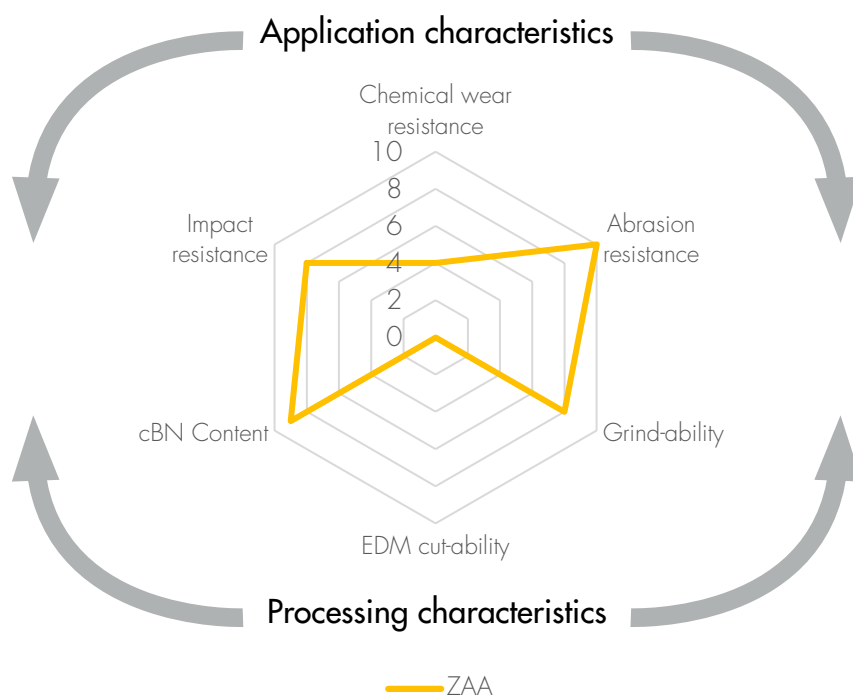 Application characteristics
Chemical wear
resistance
10
8
6
4
2
0
Impact
resistance
Abrasion
resistance
cBN Content
Grind-ability
EDM cut-ability
Processing characteristics
ZAA